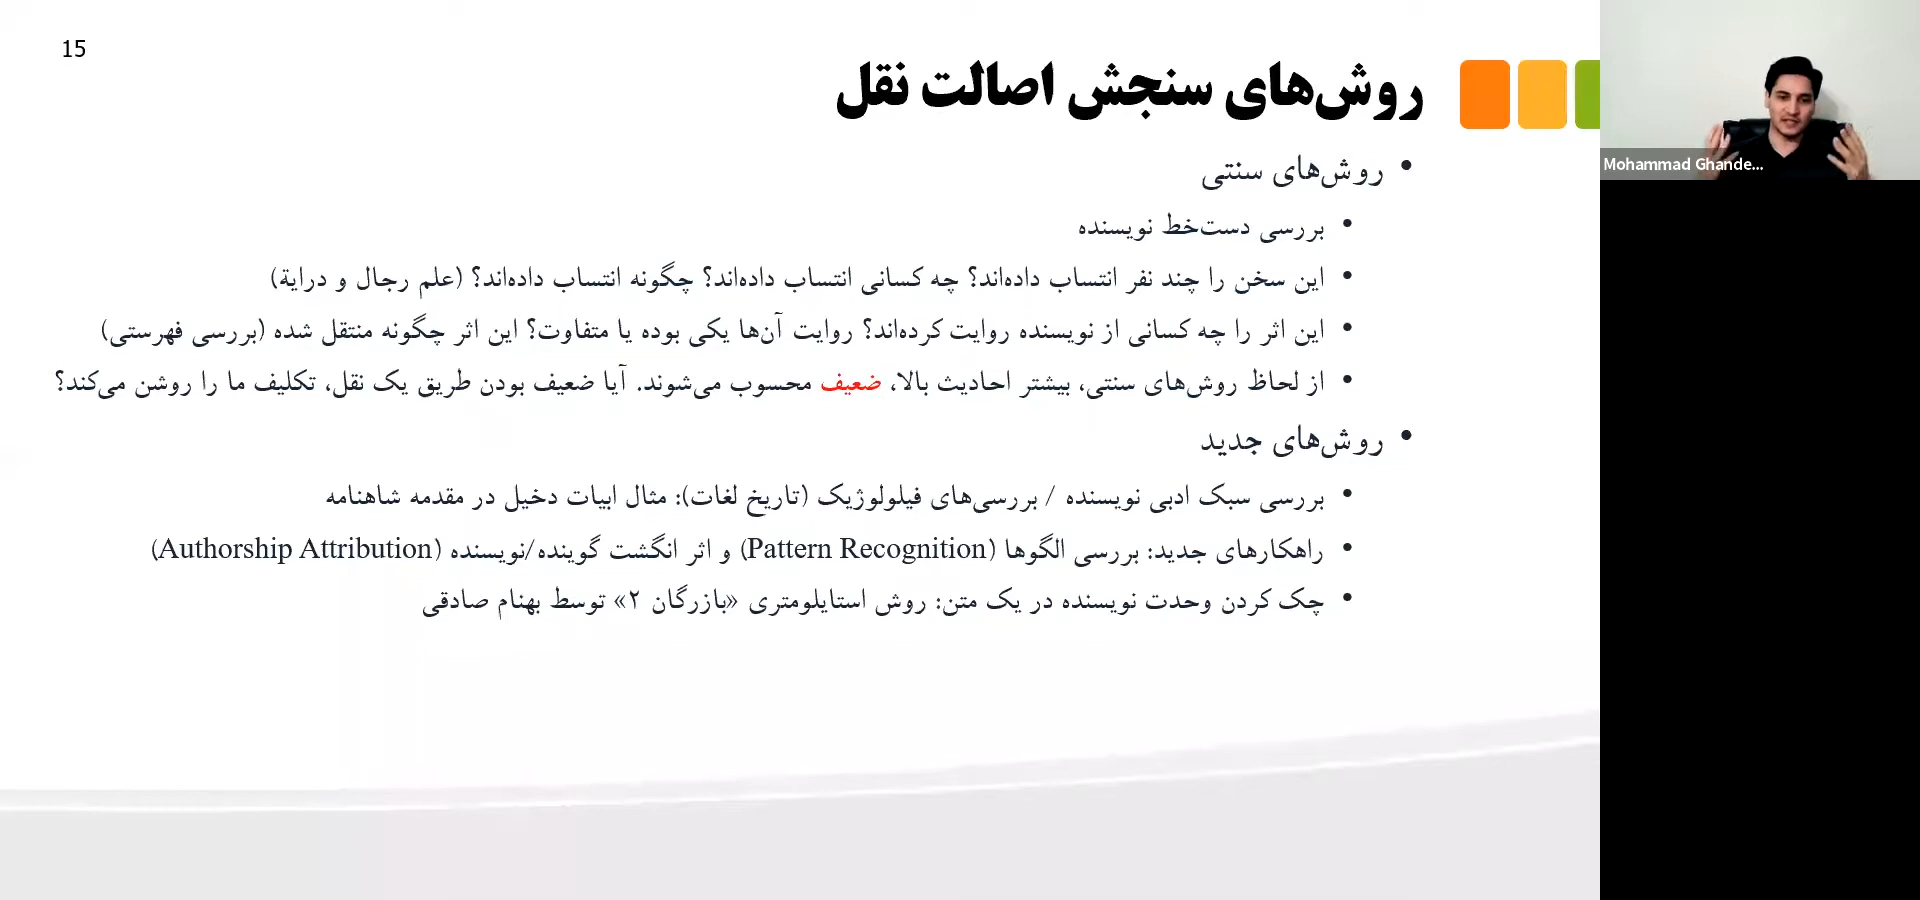 15
روش‌های سنجش اصالت نقل
• روش‌های سنتی
• بررسی دست‌خط نویسنده
• این سخن را چند نفر انتساب داده‌اند؟ چه کسانی انتساب داده‌اند؟ چگونه انتساب داده‌اند؟ (علم رجال و درایة)
• این اثر را چه کسانی از نویسنده روایت کرده‌اند؟ روایت آن‌ها یکی بوده یا متفاوت؟ این اثر چگونه منتقل شده (بررسی فهرستی)
• از لحاظ روش‌های سنتی، بیشتر احادیث بالا، ضعیف محسوب می‌شوند. آیا ضعیف بودن طریق یک نقل، تکلیف ما را روشن می‌کند؟
• روش‌های جدید
• بررسی سبک ادبی نویسنده / بررسی‌های فیلولوژیک (تاریخ لغات): مثال ابیات دخیل در مقدمه شاهنامه
• راهکارهای جدید: بررسی الگوها (Pattern Recognition) و اثر انگشت گوینده/نویسنده (Authorship Attribution)
• چک کردن وحدت نویسنده در یک متن: روش استایلومتری «بازرگان ۲» توسط بهنام صادقی
Mohammad Ghande...